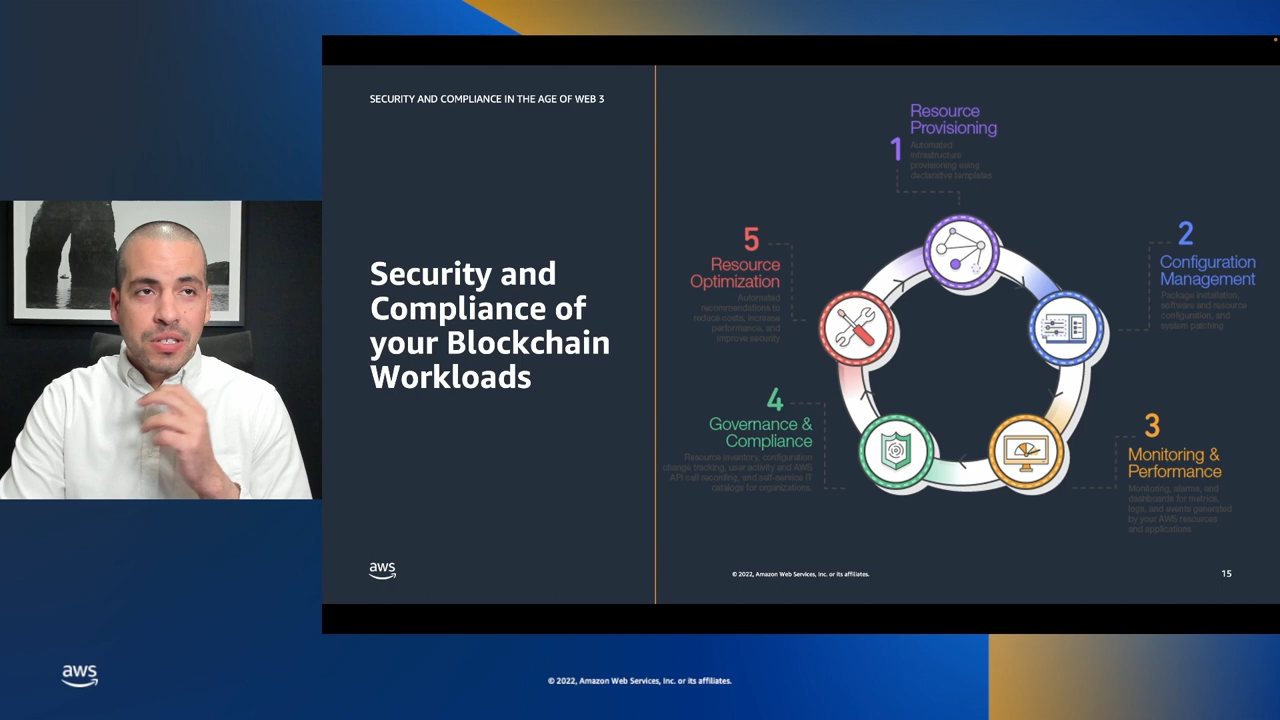 SECURITY AND COMPLIANCE IN THE AGE OF WEB 3
Security and
Compliance of
your Blockchain
Workloads
1
Resource
Provisioning
Automated
infrastructure
provisioning using
declarative templates
2
Configuration
Management
Package installation,
software and resource
configuration, and
system patching
3
Monitoring &
Performance
Monitoring, alarms, and
dashboards for metrics,
logs, and events generated
by your AWS resources
and applications
4
Governance &
Compliance
Resource inventory, configuration
change tracking, user activity and AWS
API call recording, and self-service IT
catalogs for organizations.
5
Resource
Optimization
Automated
recommendations to
reduce costs, increase
performance, and
improve security
aws
© 2022, Amazon Web Services, Inc. or its affiliates.
15
aws
© 2022, Amazon Web Services, Inc. or its affiliates.